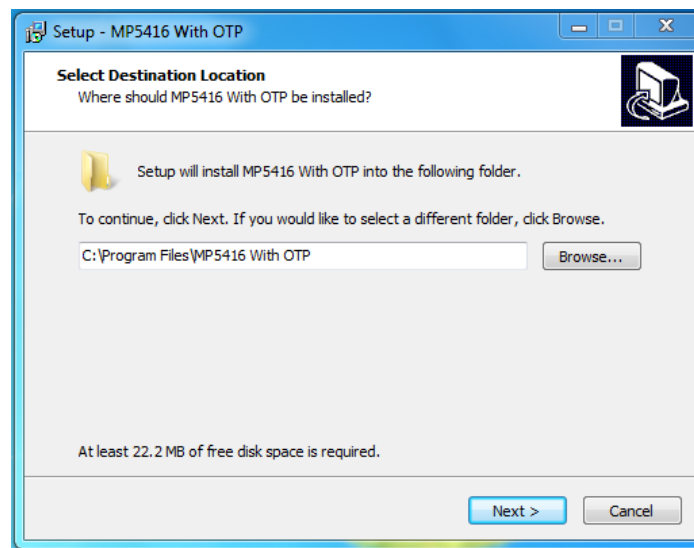 Setup - MP5416 With OTP
Select Destination Location
Where should MP5416 With OTP be installed?
Setup will install MP5416 With OTP into the following folder.
To continue, click Next. If you would like to select a different folder, click Browse.
C:\Program Files\MP5416 With OTP
Browse...
At least 22.2 MB of free disk space is required.
Next >
Cancel